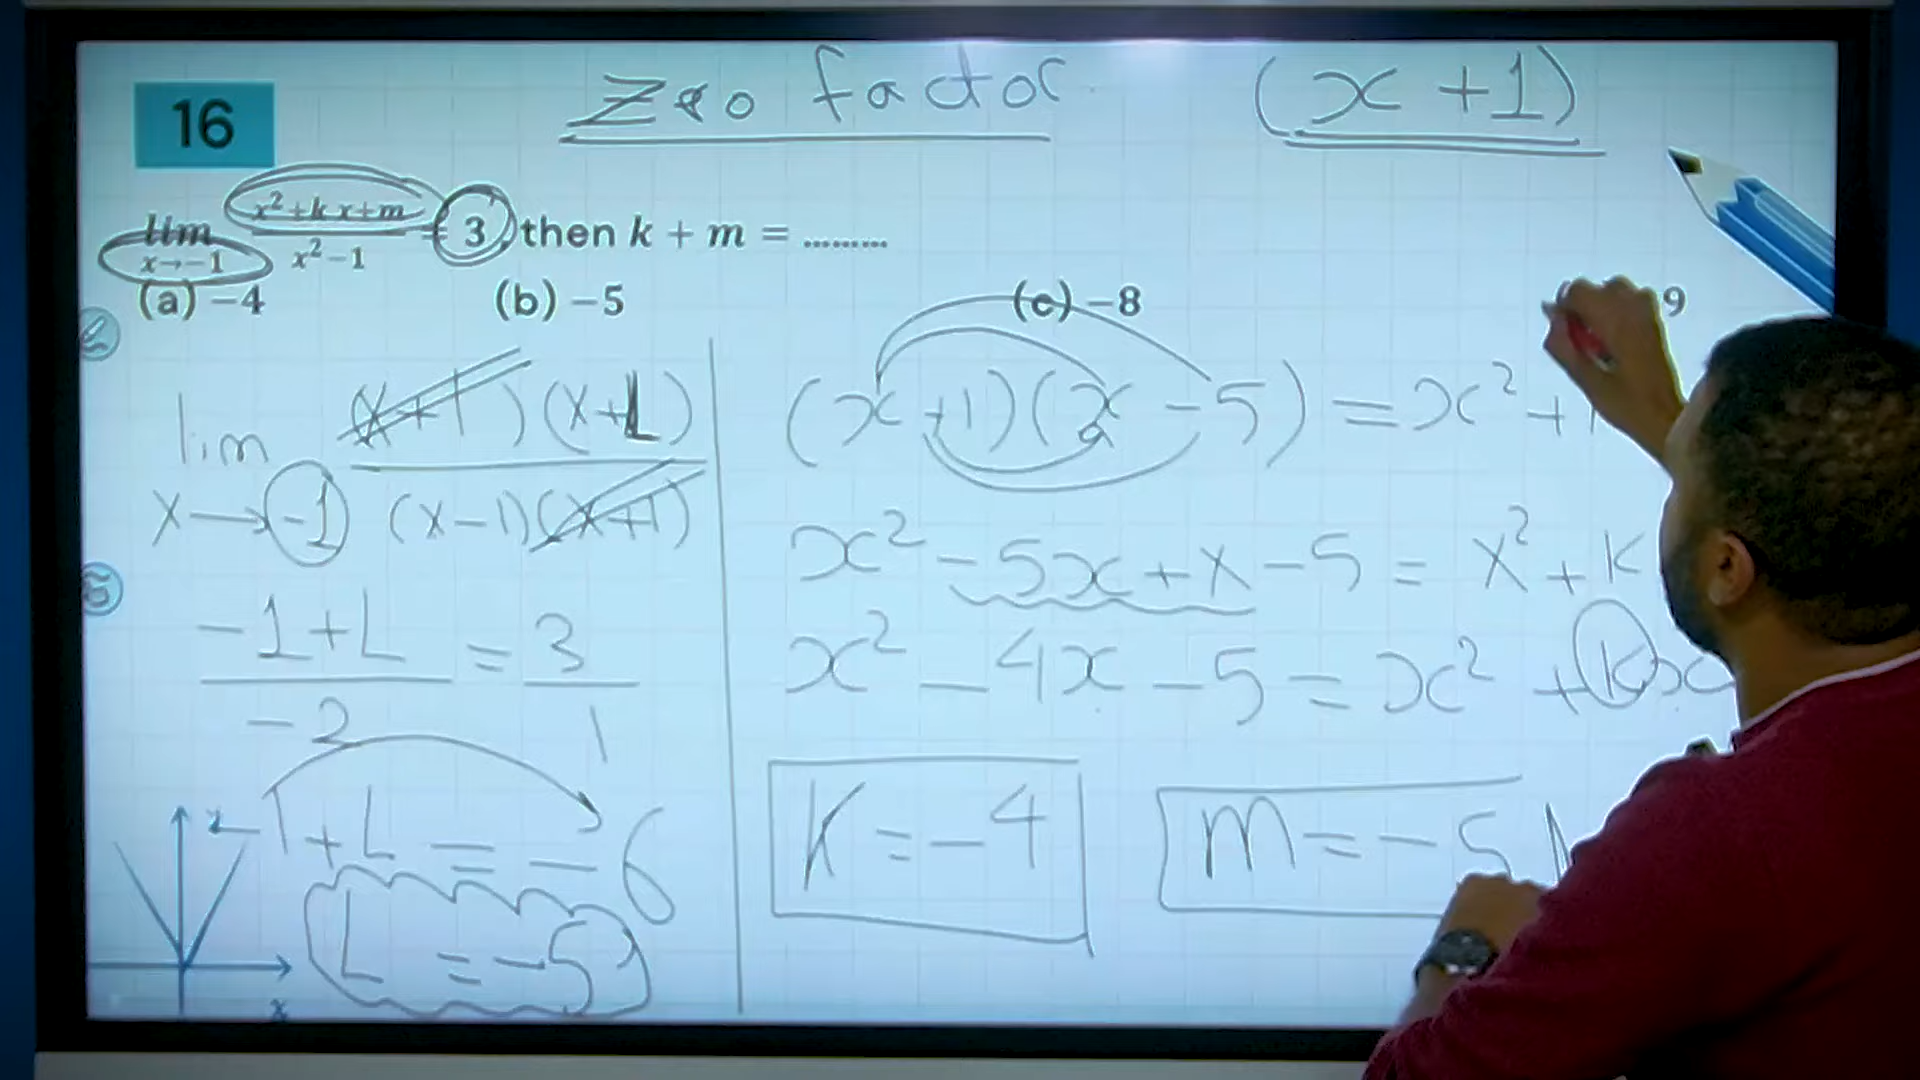 Zero factor (x + 1)
16
lim x→-1 x² + k x + m / x² - 1 = 3, then k + m = .........
(a) -4 (b) -5 (c) -8 9
lim x→-1 (x+1)(x+L) / (x-1)(x+1)
(x+1)(x-5) = x² +
x² - 5x + x - 5 = x² + k
-1 + L / -2 = 3 / 1
x² - 4x - 5 = x² + kx
-1 + L = -6
K = -4
m = -5
L = -5
x